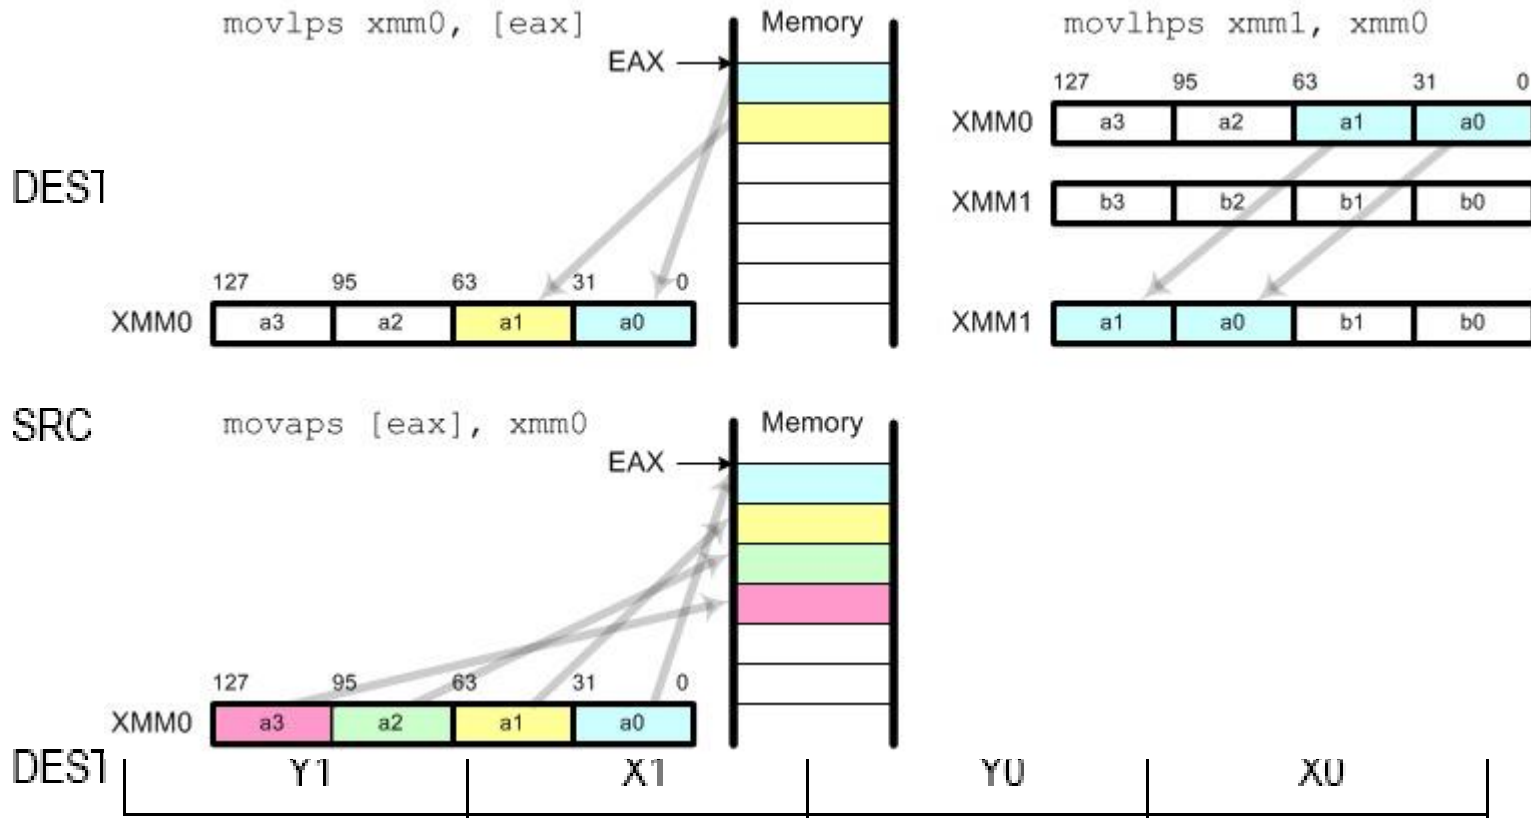 movlps xmm0, [eax]
Memory
EAX
DEST
127 95 63 31 0
XMM0 a3 a2 a1 a0
movlhps xmm1, xmm0
127 95 63 31 0
XMM0 a3 a2 a1 a0
XMM1 b3 b2 b1 b0
XMM1 a1 a0 b1 b0
SRC
movaps [eax], xmm0
Memory
EAX
127 95 63 31 0
XMM0 a3 a2 a1 a0
DEST Y1 X1 Y0 X0